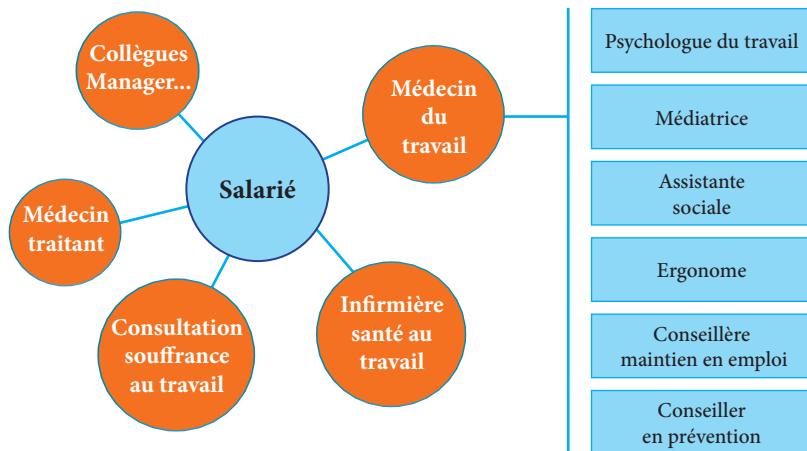 Collègues
Manager...
Médecin
du
travail
Salarié
Médecin
traitant
Consultation
souffrance
au travail
Infirmière
santé au
travail
Psychologue du travail
Médiatrice
Assistante
sociale
Ergonome
Conseillère
maintien en emploi
Conseiller
en prévention